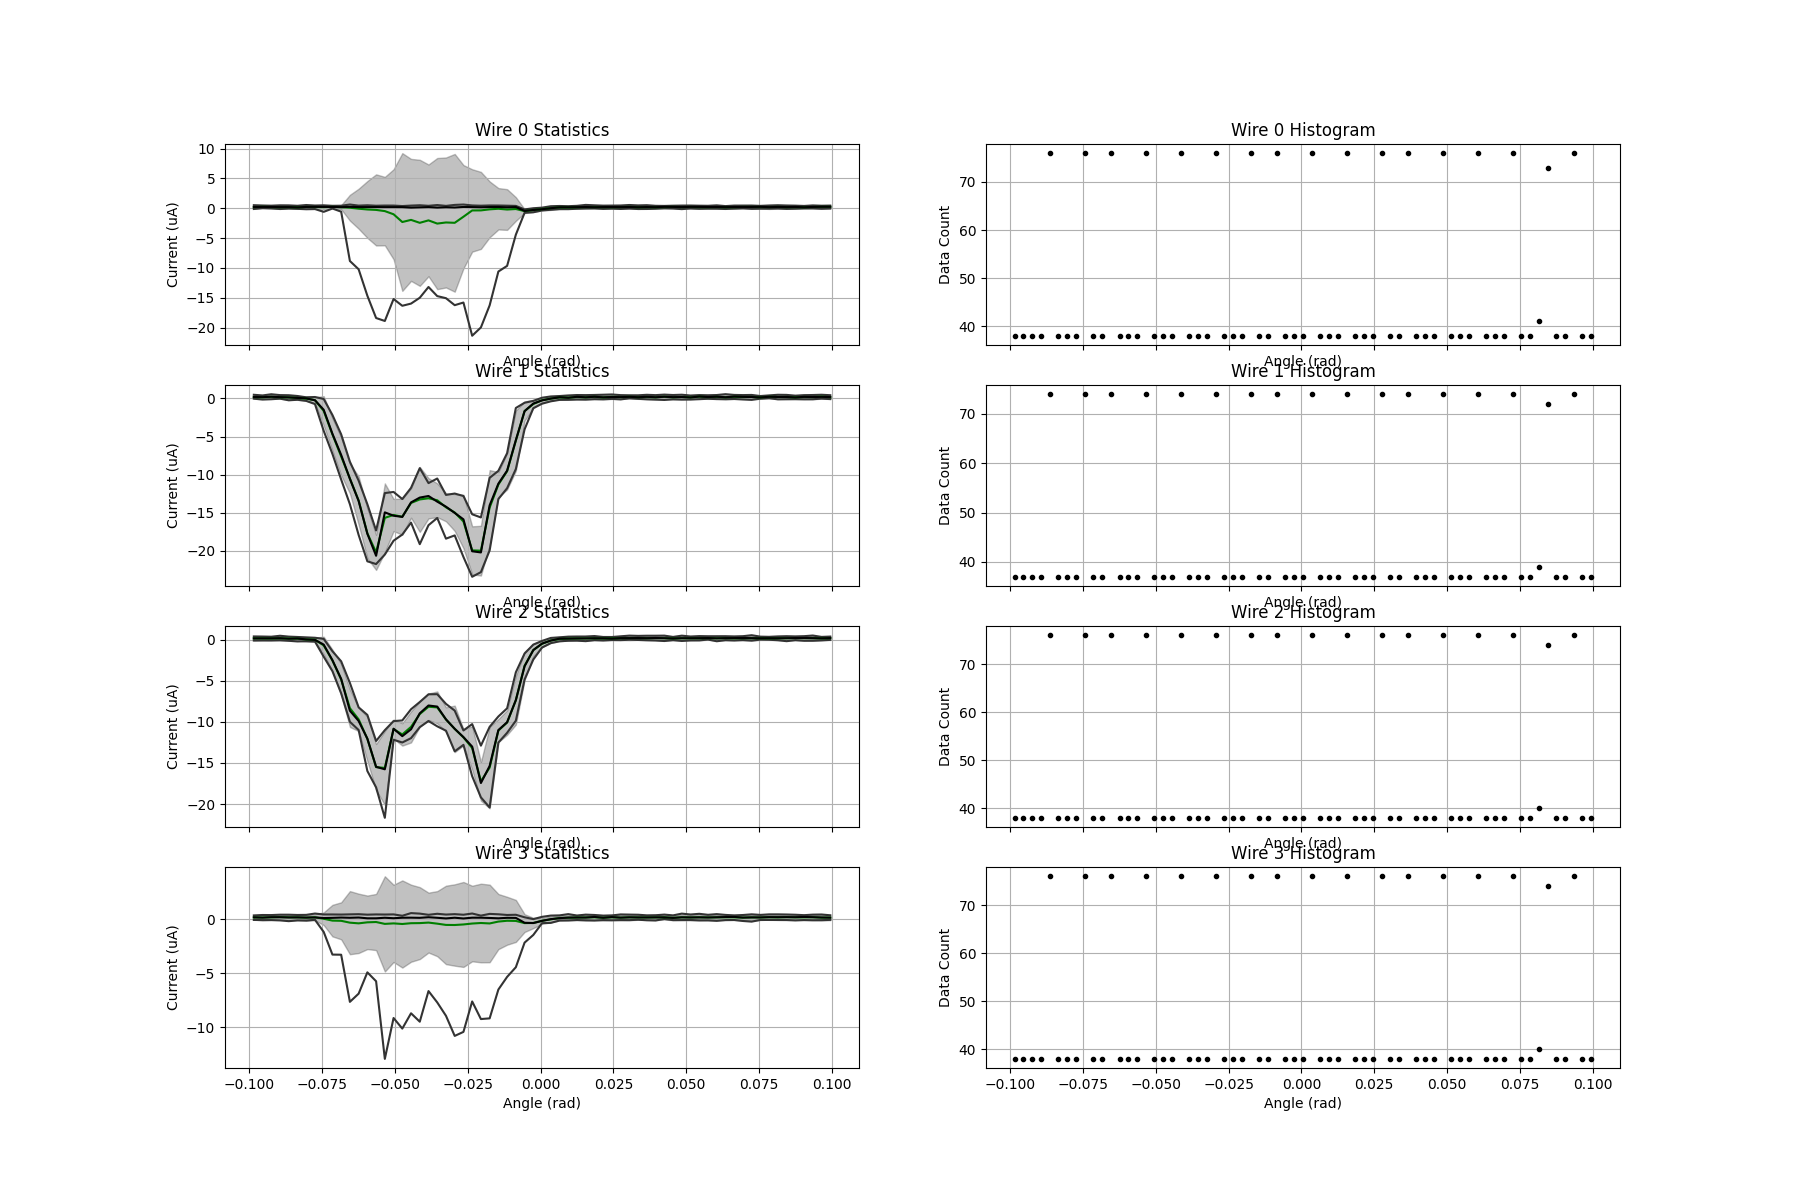 Wire 0 Statistics
10
5
0
−5
−10
−15
−20
Current (uA)
Angle (rad)
Wire 0 Histogram
70
60
50
40
Data Count
Angle (rad)
Wire 1 Statistics
0
−5
−10
−15
−20
Current (uA)
Angle (rad)
Wire 1 Histogram
70
60
50
40
Data Count
Angle (rad)
Wire 2 Statistics
0
−5
−10
−15
−20
Current (uA)
Angle (rad)
Wire 2 Histogram
70
60
50
40
Data Count
Angle (rad)
Wire 3 Statistics
0
−5
−10
Current (uA)
−0.100 −0.075 −0.050 −0.025 0.000 0.025 0.050 0.075 0.100
Angle (rad)
Wire 3 Histogram
70
60
50
40
Data Count
−0.100 −0.075 −0.050 −0.025 0.000 0.025 0.050 0.075 0.100
Angle (rad)